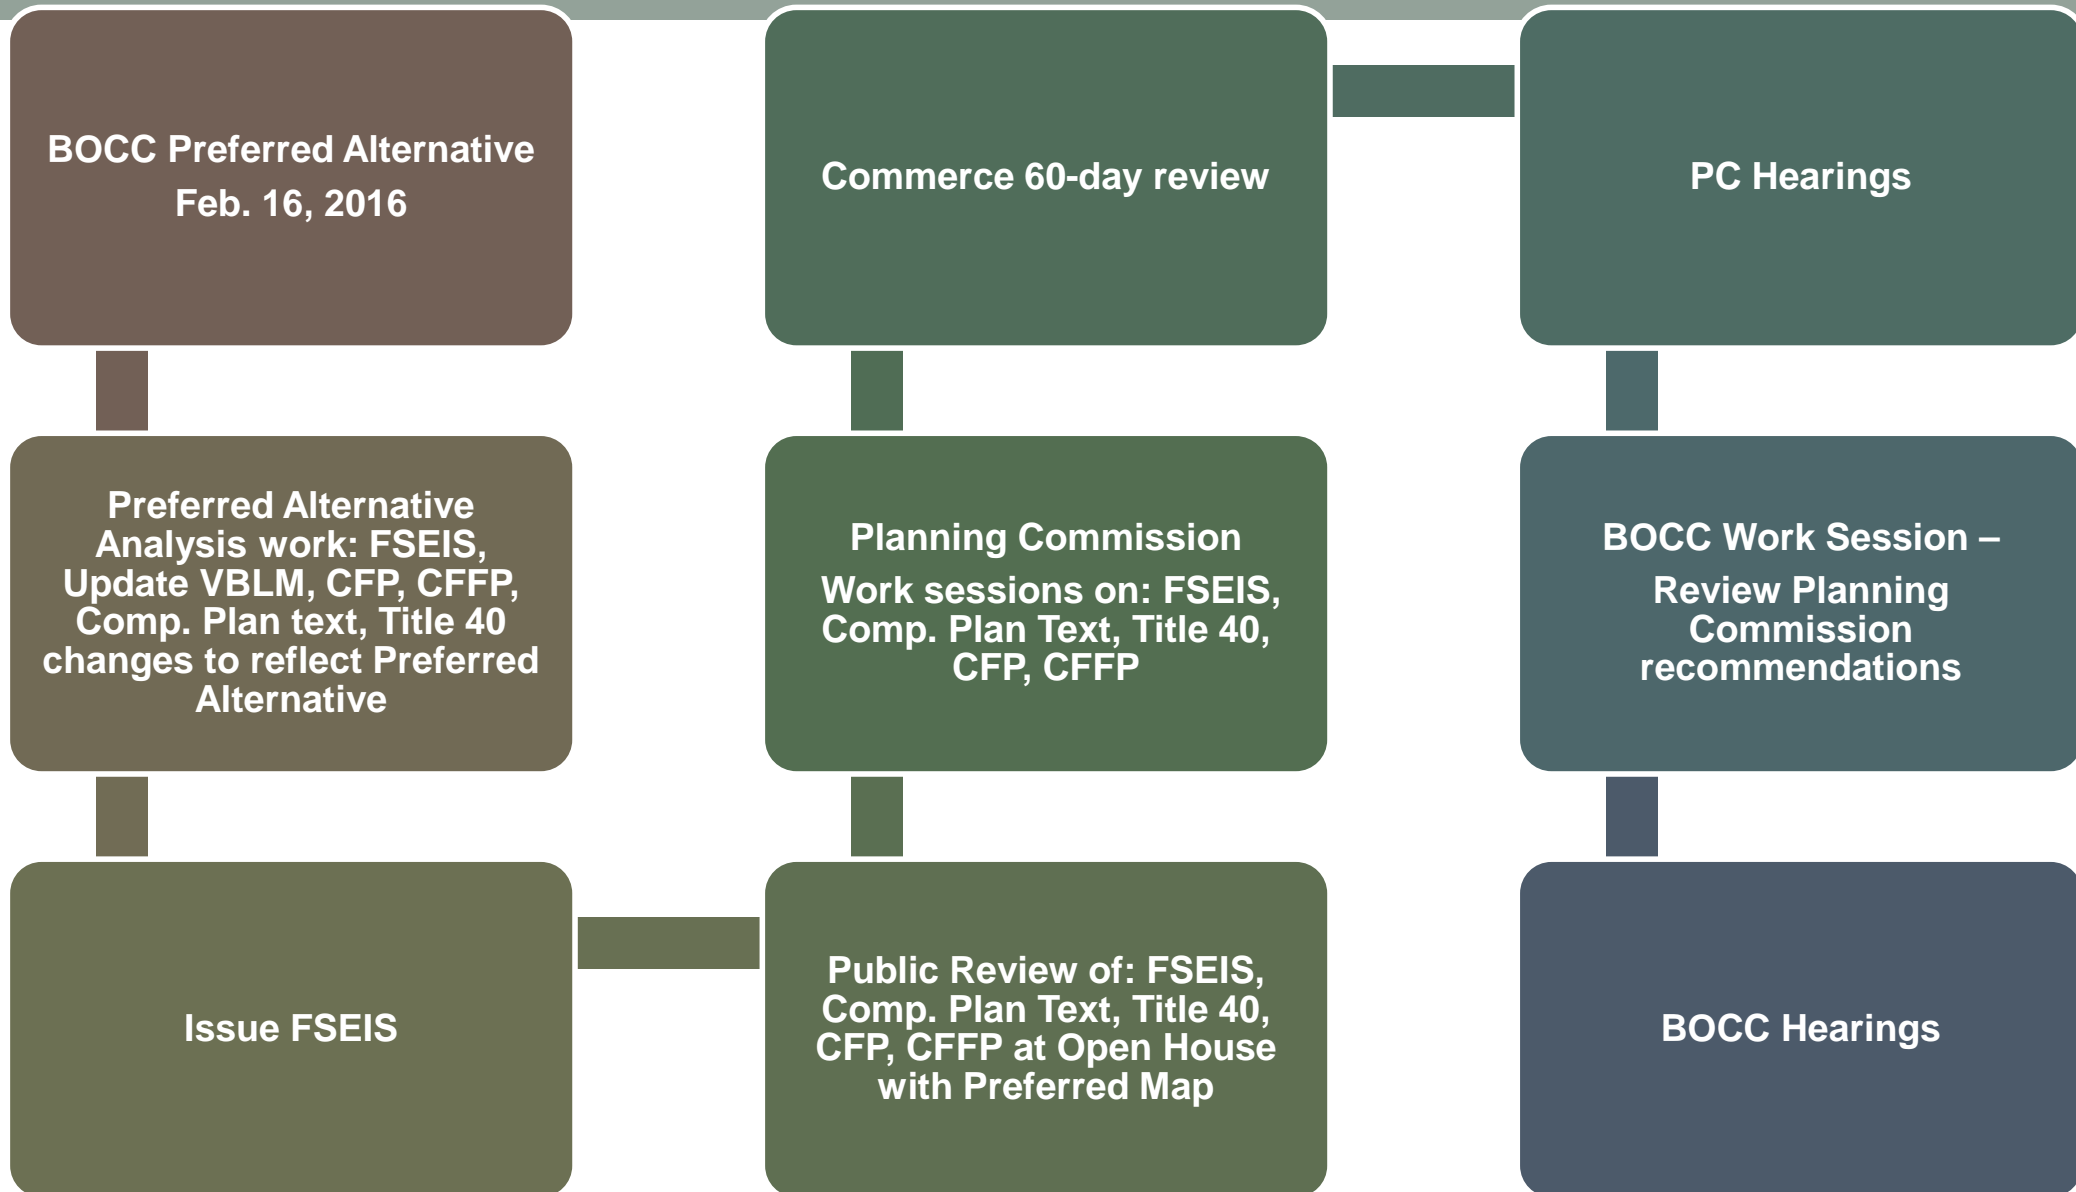 BOCC Preferred Alternative
Feb. 16, 2016
Preferred Alternative
Analysis work: FSEIS,
Update VBLM, CFP, CFFP,
Comp. Plan text, Title 40
changes to reflect Preferred
Alternative
Issue FSEIS
Public Review of: FSEIS,
Comp. Plan Text, Title 40,
CFP, CFFP at Open House
with Preferred Map
Planning Commission
Work sessions on: FSEIS,
Comp. Plan Text, Title 40,
CFP, CFFP
Commerce 60-day review
PC Hearings
BOCC Work Session –
Review Planning
Commission
recommendations
BOCC Hearings